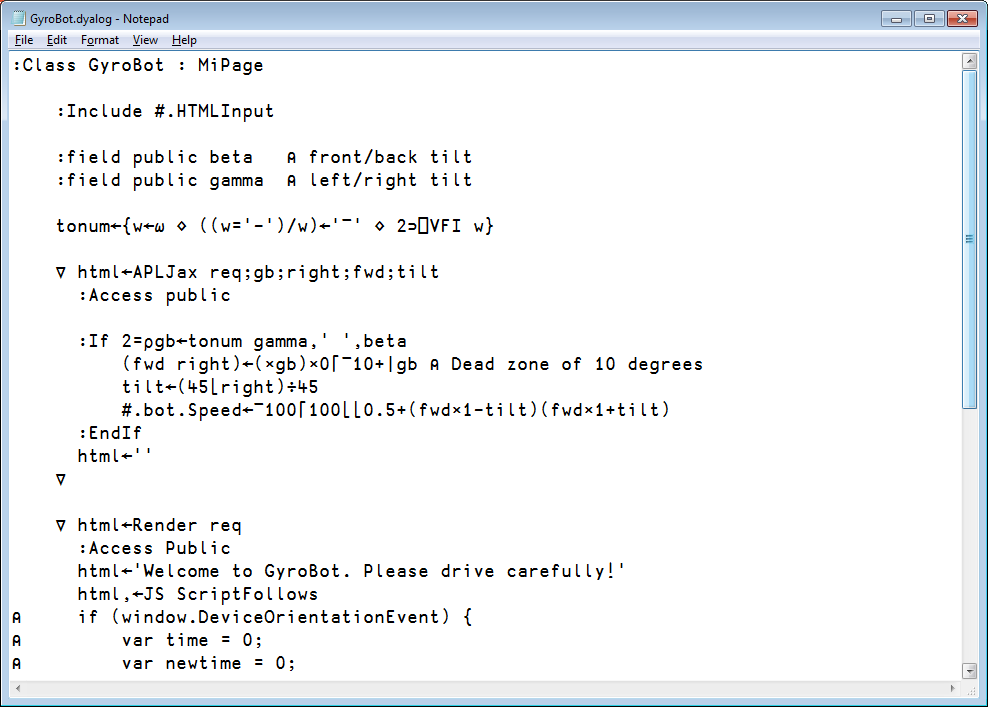 GyroBot.dyalog - Notepad
File Edit Format View Help
:Class GyroBot : MiPage
    :Include #.HTMLInput
    :field public beta   ⍝ front/back tilt
    :field public gamma  ⍝ left/right tilt
    tonum←{w←⍵ ⋄ ((w='-')/w)←'¯' ⋄ 2⊃⎕VFI w}
    ∇ html←APLJax req;gb;right;fwd;tilt
      :Access public
      :If 2=⍴gb←tonum gamma,' ',beta
          (fwd right)←(×gb)×0⌈¯10+|gb ⍝ Dead zone of 10 degrees
          tilt←(45⌊right)÷45
          #.bot.Speed←¯100⌈100⌊⌊0.5+(fwd×1-tilt)(fwd×1+tilt)
      :EndIf
      html←''
    ∇
    ∇ html←Render req
      :Access Public
      html←'Welcome to GyroBot. Please drive carefully!'
      html,←JS ScriptFollows
⍝     if (window.DeviceOrientationEvent) {
⍝         var time = 0;
⍝         var newtime = 0;